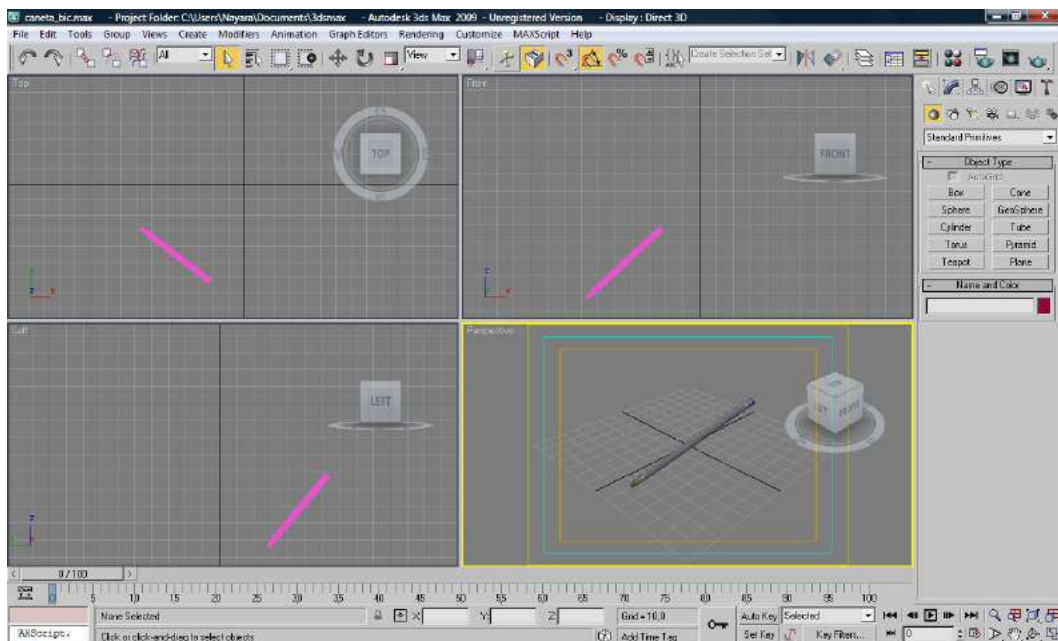 caneta_bic.max - Project Folder: C:\Users\Nayara\Documents\3dsmax - Autodesk 3ds Max 2009 - Unregistered Version - Display : Direct 3D
File Edit Tools Group Views Create Modifiers Animation Graph Editors Rendering Customize MAXScript Help
All View Create Selection Set
Top
TOP
Front
FRONT
Standard Primitives
- Object Type
AutoGrid
Box Cone
Sphere GeoSphere
Cylinder Tube
Torus Pyramid
Teapot Plane
- Name and Color
Left
LEFT
Perspective
LEFT FRONT
0 / 100
0 5 10 15 20 25 30 35 40 45 50 55 60 65 70 75 80 85 90 95 100
None Selected X: Y: Z: Grid = 10,0 Auto Key Selected
MAXScript. Click or click-and-drag to select objects Add Time Tag Set Key Key Filters... 0